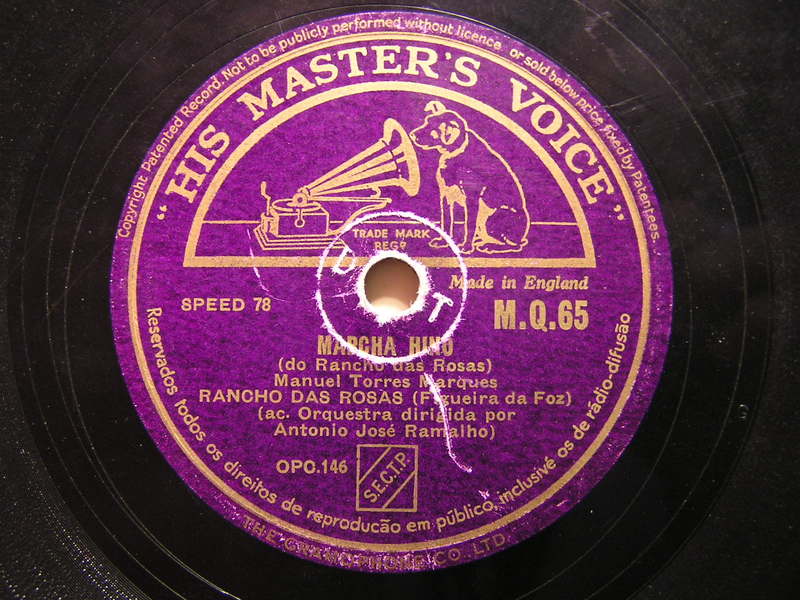 Copyright. Patented Record. Not to be publicly performed without licence or sold below price fixed by Patentees.
"HIS MASTER'S VOICE"
TRADE MARK
REGD
Made in England
SPEED 78
M.Q.65
MARCHA HINO
(do Rancho das Rosas)
Manuel Torres Marques
RANCHO DAS ROSAS (Figueira da Foz)
(ac. Orquestra dirigida por
Antonio José Ramalho)
OPO.146
S.E.C.T.P.
Reservados todos os direitos de reproducão em público, inclusivé os de rádio-difusão
THE GRAMOPHONE CO. LTD.